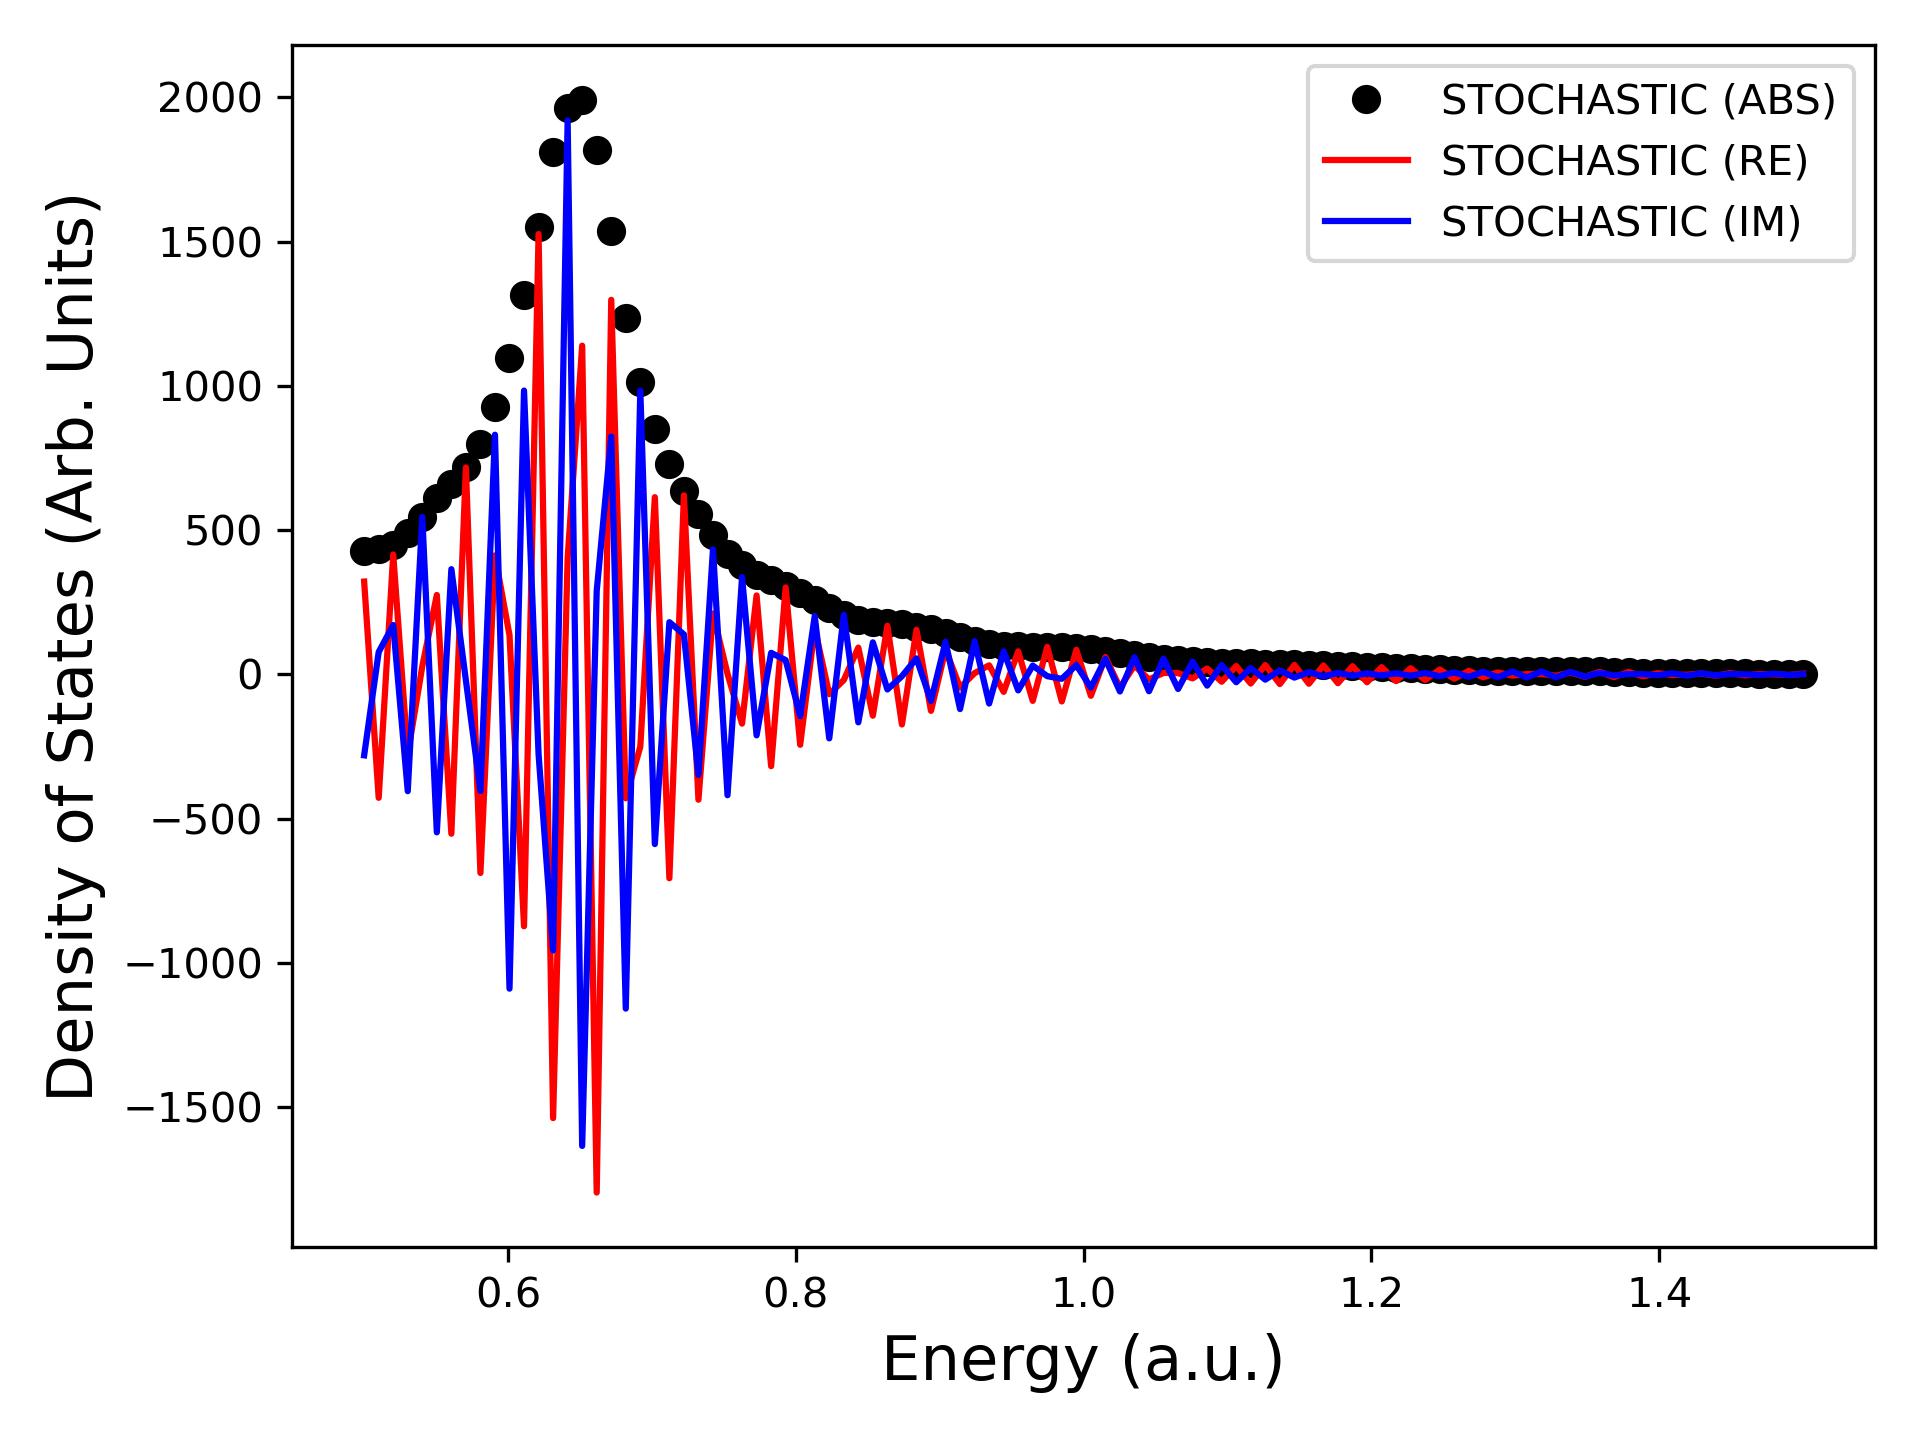 2000
1500
1000
500
0
−500
−1000
−1500
Density of States (Arb. Units)
STOCHASTIC (ABS)
STOCHASTIC (RE)
STOCHASTIC (IM)
0.6 0.8 1.0 1.2 1.4
Energy (a.u.)